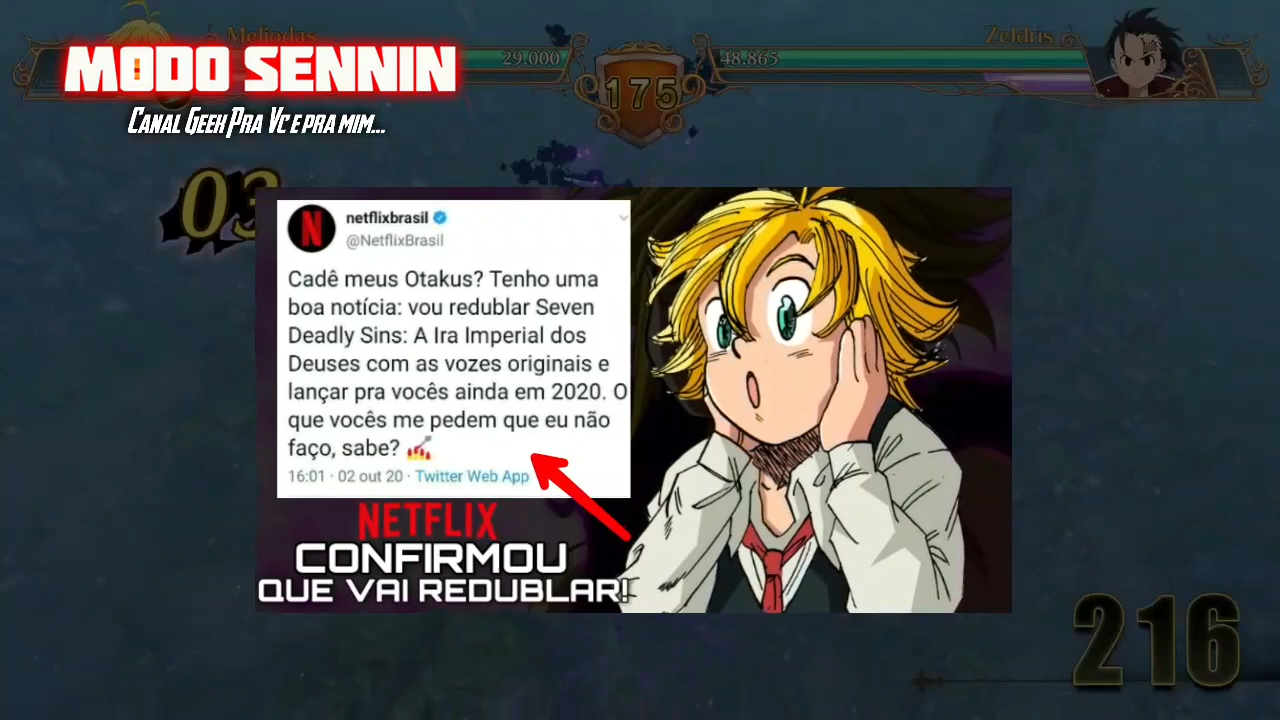 Meliodas
29.000
175
48.865
Zeldris
MODO SENNIN
CANAL GEEK PRA VC E PRA MIM...
03
netflixbrasil
@NetflixBrasil
Cadê meus Otakus? Tenho uma
boa notícia: vou redublar Seven
Deadly Sins: A Ira Imperial dos
Deuses com as vozes originais e
lançar pra vocês ainda em 2020. O
que vocês me pedem que eu não
faço, sabe?
16:01 · 02 out 20 · Twitter Web App
NETFLIX
CONFIRMOU
QUE VAI REDUBLAR!
216